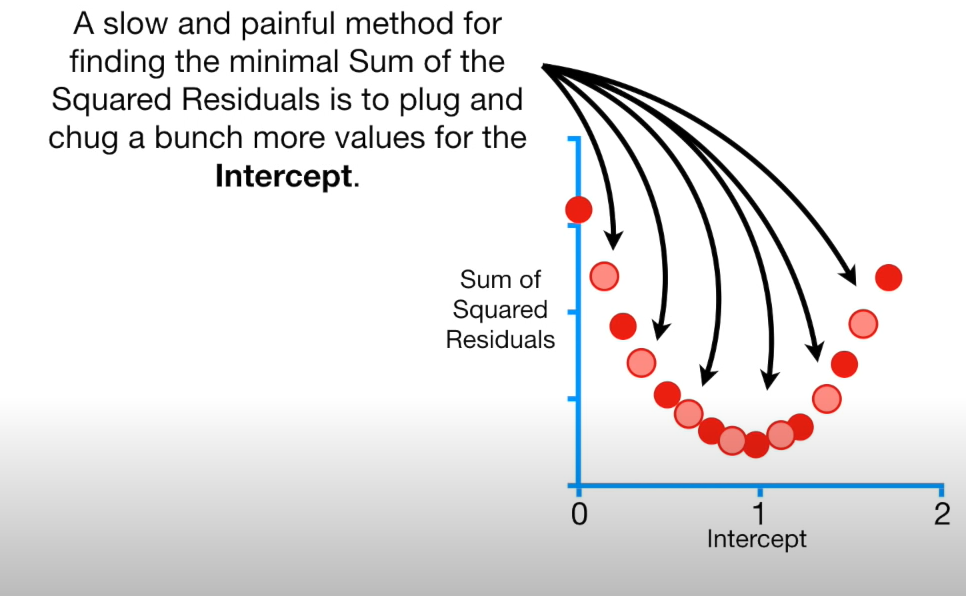 A slow and painful method for
finding the minimal Sum of the
Squared Residuals is to plug and
chug a bunch more values for the
Intercept.
Sum of
Squared
Residuals
0
1
2
Intercept